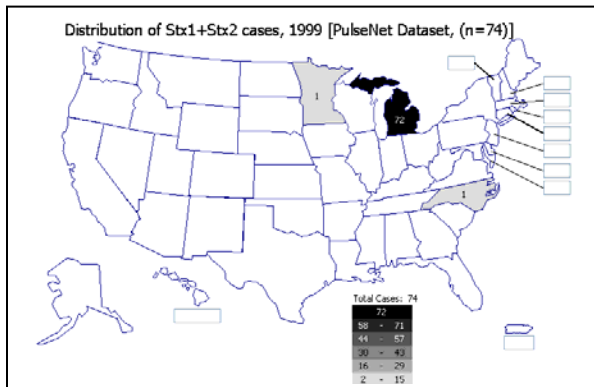 Distribution of Stx1+Stx2 cases, 1999 [PulseNet Dataset, (n=74)]
1
72
1
Total Cases: 74
72
58 - 71
44 - 57
30 - 43
16 - 29
2 - 15